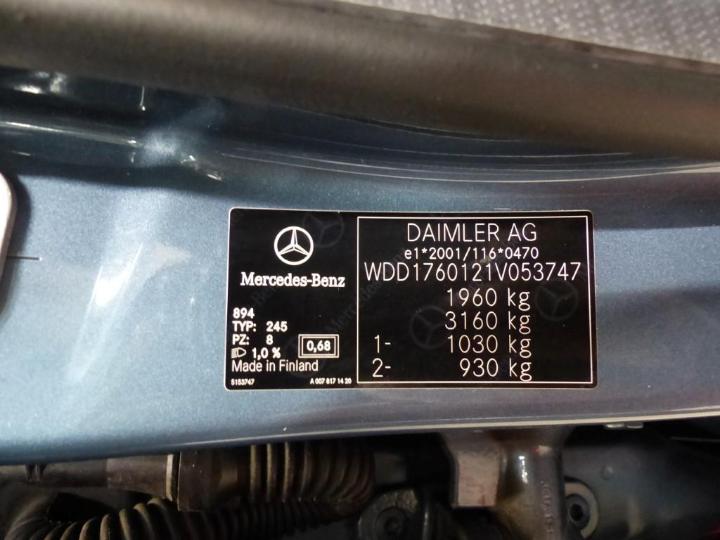 Mercedes-Benz
894
TYP: 245
PZ: 8
1,0 %
0,68
Made in Finland
5153747
A 007 817 14 20
DAIMLER AG
e1*2001/116*0470
WDD1760121V053747
1960 kg
3160 kg
1- 1030 kg
2- 930 kg